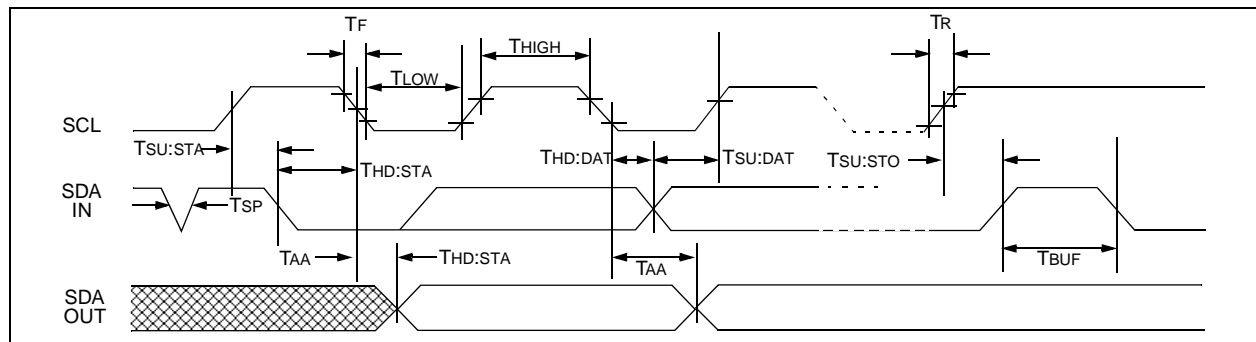 TF
TR
THIGH
TLOW
SCL
TSU:STA
THD:STA
THD:DAT
TSU:DAT
TSU:STO
SDA
IN
TSP
TAA
THD:STA
TAA
TBUF
SDA
OUT